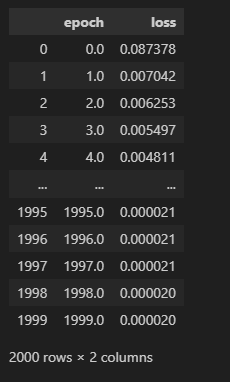 epoch loss
0 0.0 0.087378
1 1.0 0.007042
2 2.0 0.006253
3 3.0 0.005497
4 4.0 0.004811
... ... ...
1995 1995.0 0.000021
1996 1996.0 0.000021
1997 1997.0 0.000021
1998 1998.0 0.000020
1999 1999.0 0.000020
2000 rows × 2 columns